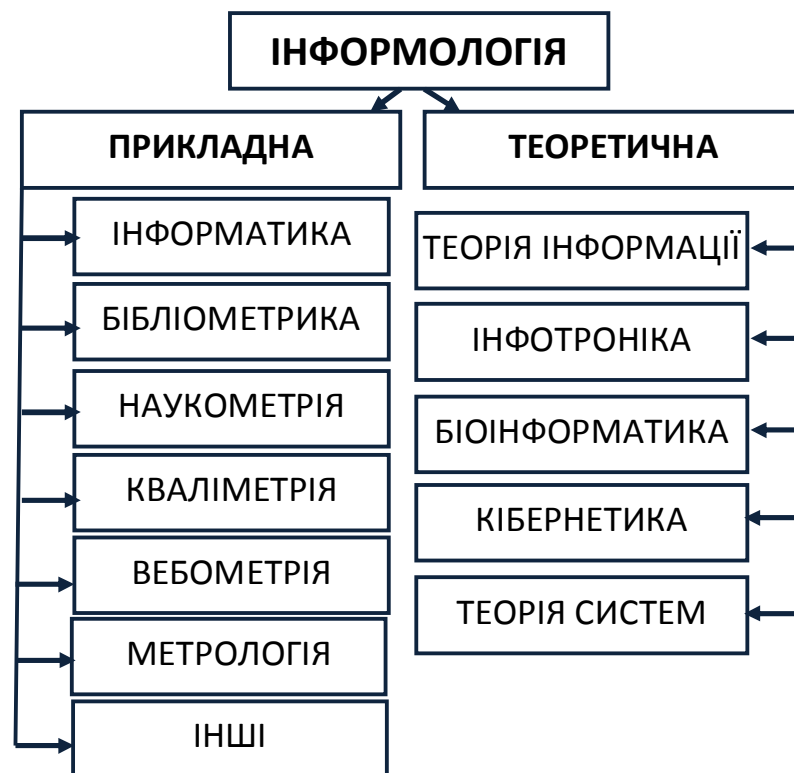 ІНФОРМОЛОГІЯ
ПРИКЛАДНА
ТЕОРЕТИЧНА
ІНФОРМАТИКА
БІБЛІОМЕТРИКА
НАУКОМЕТРІЯ
КВАЛІМЕТРІЯ
ВЕБОМЕТРІЯ
МЕТРОЛОГІЯ
ІНШІ
ТЕОРІЯ ІНФОРМАЦІЇ
ІНФОТРОНІКА
БІОІНФОРМАТИКА
КІБЕРНЕТИКА
ТЕОРІЯ СИСТЕМ